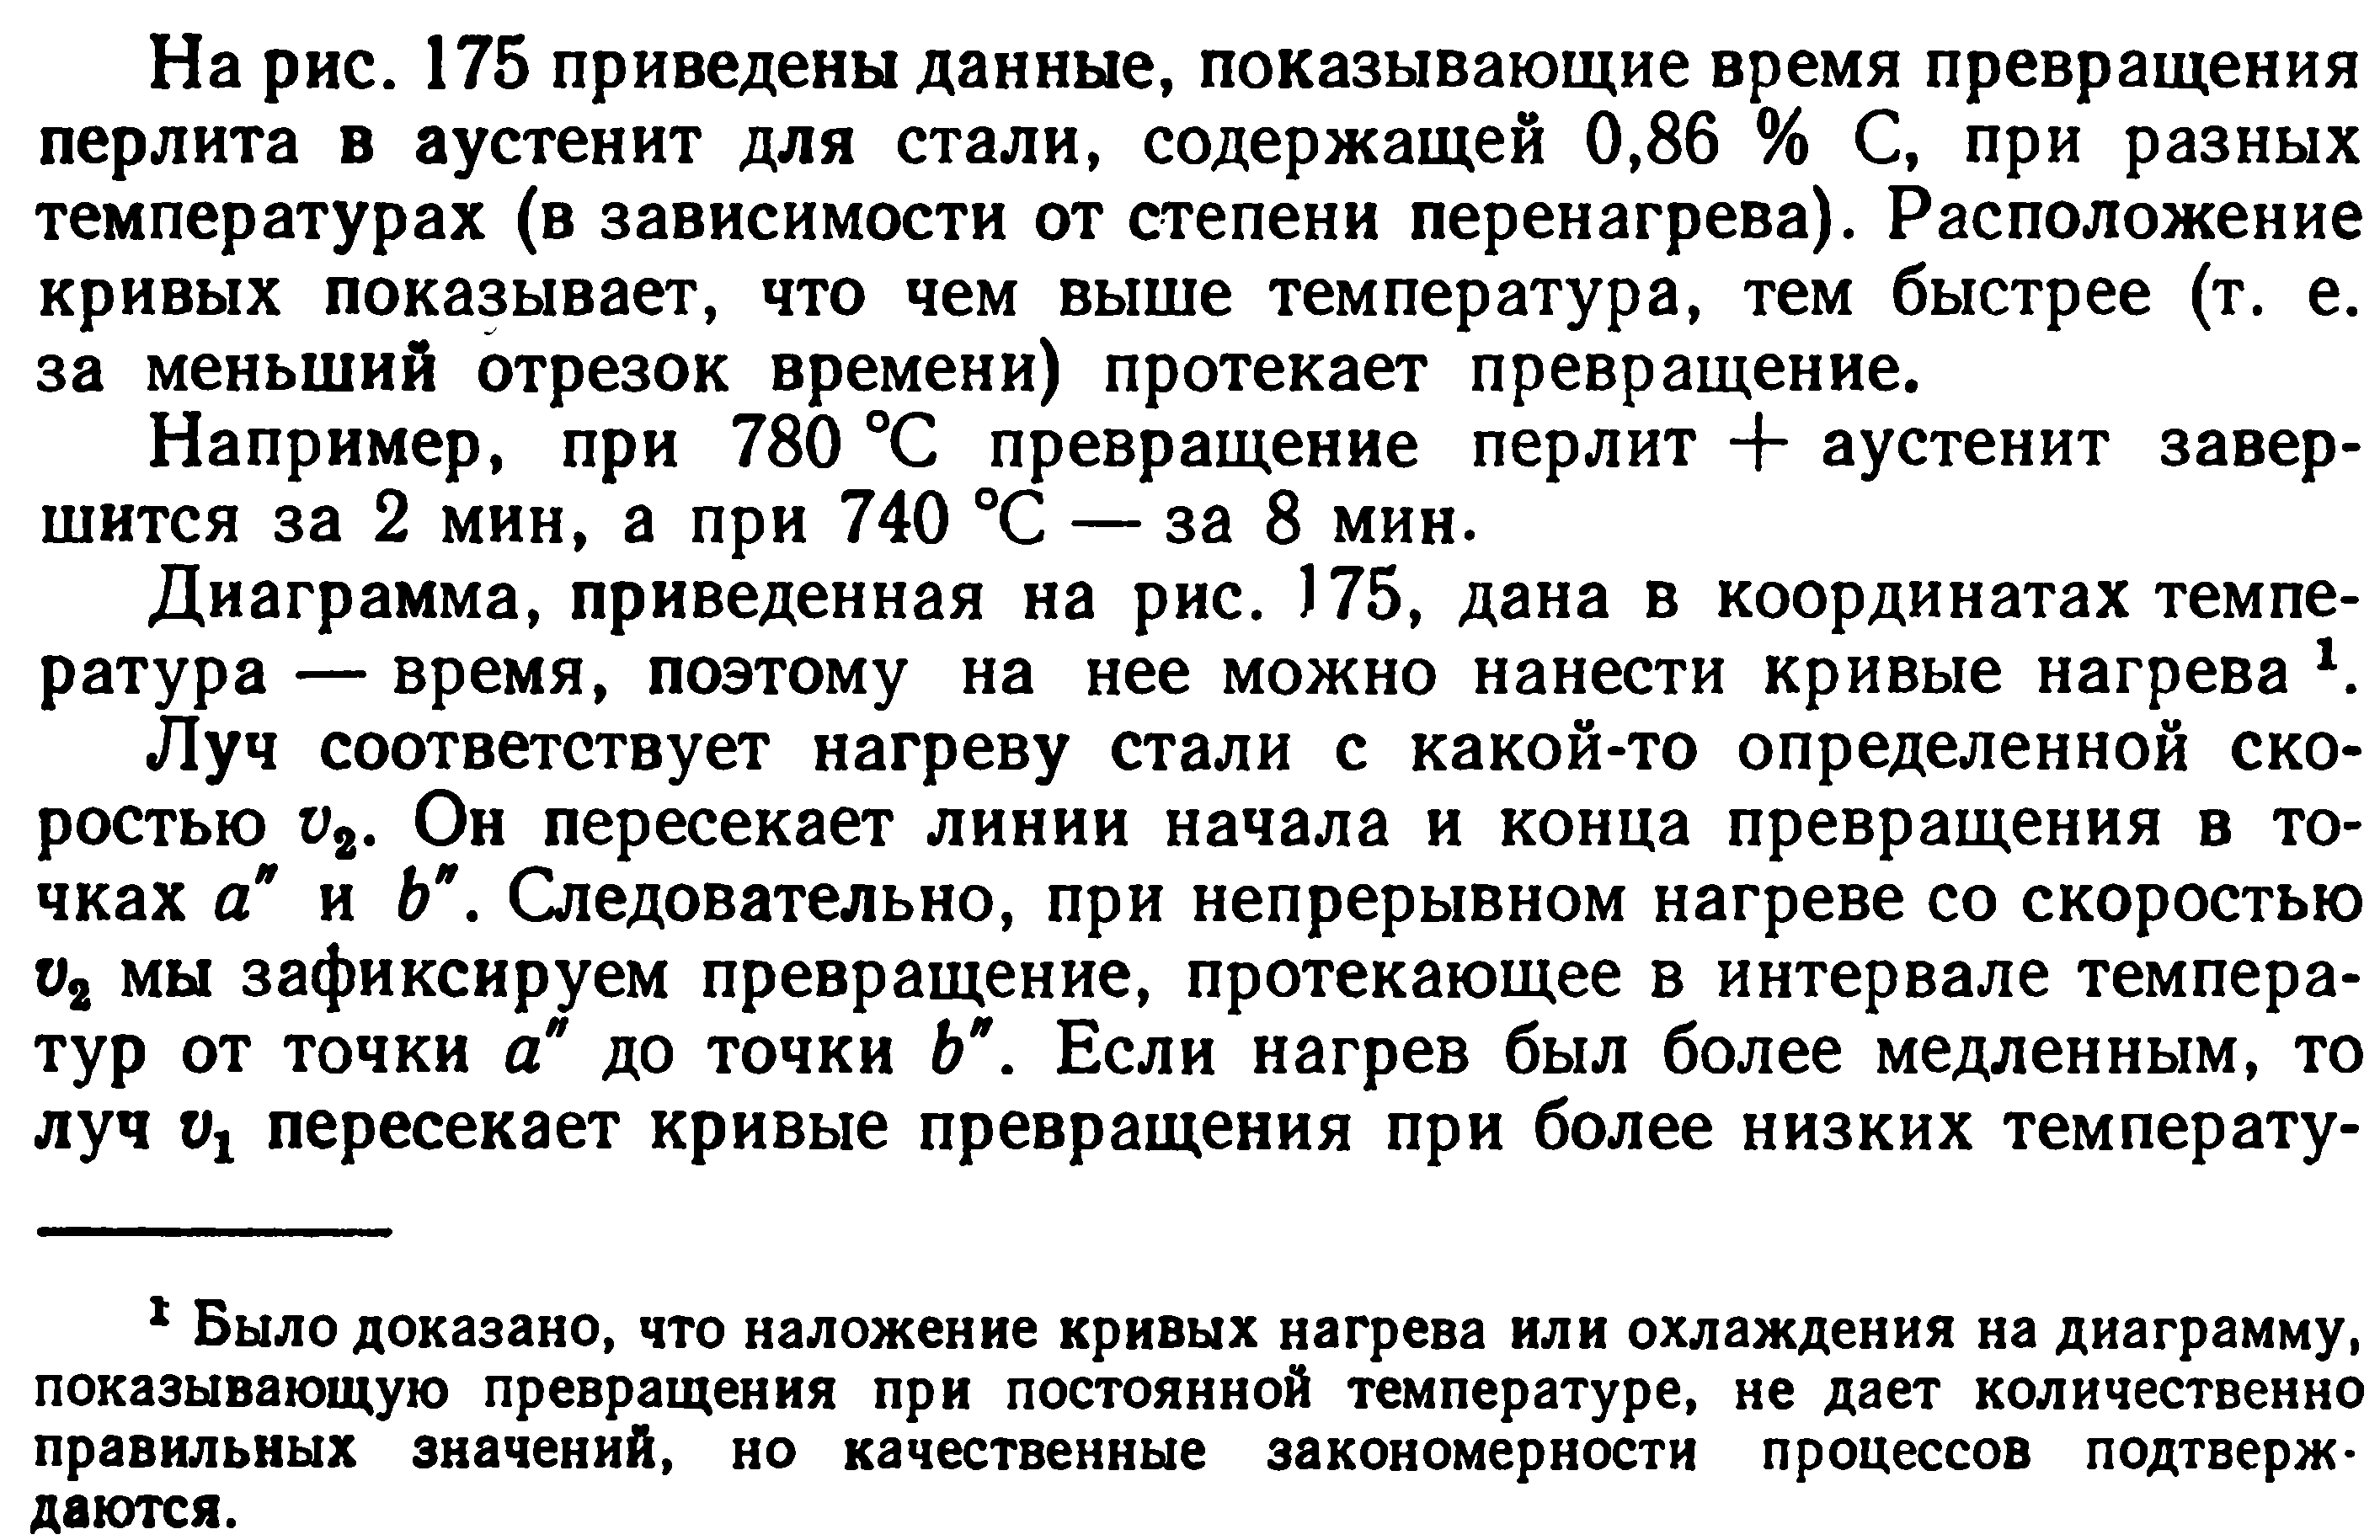 На рис. 175 приведены данные, показывающие время превращения
перлита в аустенит для стали, содержащей 0,86 % С, при разных
температурах (в зависимости от степени перенагрева). Расположение
кривых показывает, что чем выше температура, тем быстрее (т. е.
за меньший отрезок времени) протекает превращение.
Например, при 780 °С превращение перлит + аустенит завер-
шится за 2 мин, а при 740 °С — за 8 мин.
Диаграмма, приведенная на рис. 175, дана в координатах темпе-
ратура — время, поэтому на нее можно нанести кривые нагрева ¹.
Луч соответствует нагреву стали с какой-то определенной ско-
ростью v₂. Он пересекает линии начала и конца превращения в то-
чках a″ и b″. Следовательно, при непрерывном нагреве со скоростью
v₂ мы зафиксируем превращение, протекающее в интервале темпера-
тур от точки a″ до точки b″. Если нагрев был более медленным, то
луч v₁ пересекает кривые превращения при более низких температу-
¹ Было доказано, что наложение кривых нагрева или охлаждения на диаграмму,
показывающую превращения при постоянной температуре, не дает количественно
правильных значений, но качественные закономерности процессов подтверж-
даются.